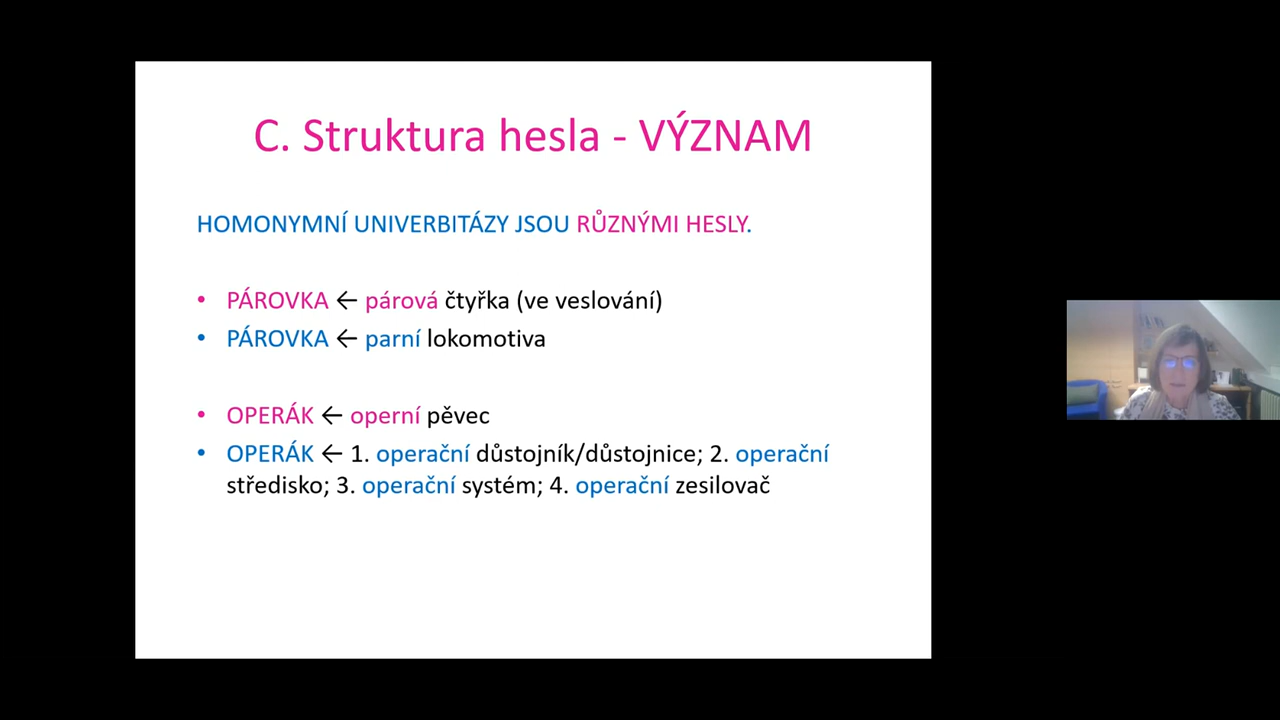 C. Struktura hesla - VÝZNAM
HOMONYMNÍ UNIVERBITÁZY JSOU RŮZNÝMI HESLY.
• PÁROVKA ← párová čtyřka (ve veslování)
• PÁROVKA ← parní lokomotiva
• OPERÁK ← operní pěvec
• OPERÁK ← 1. operační důstojník/důstojnice; 2. operační
středisko; 3. operační systém; 4. operační zesilovač